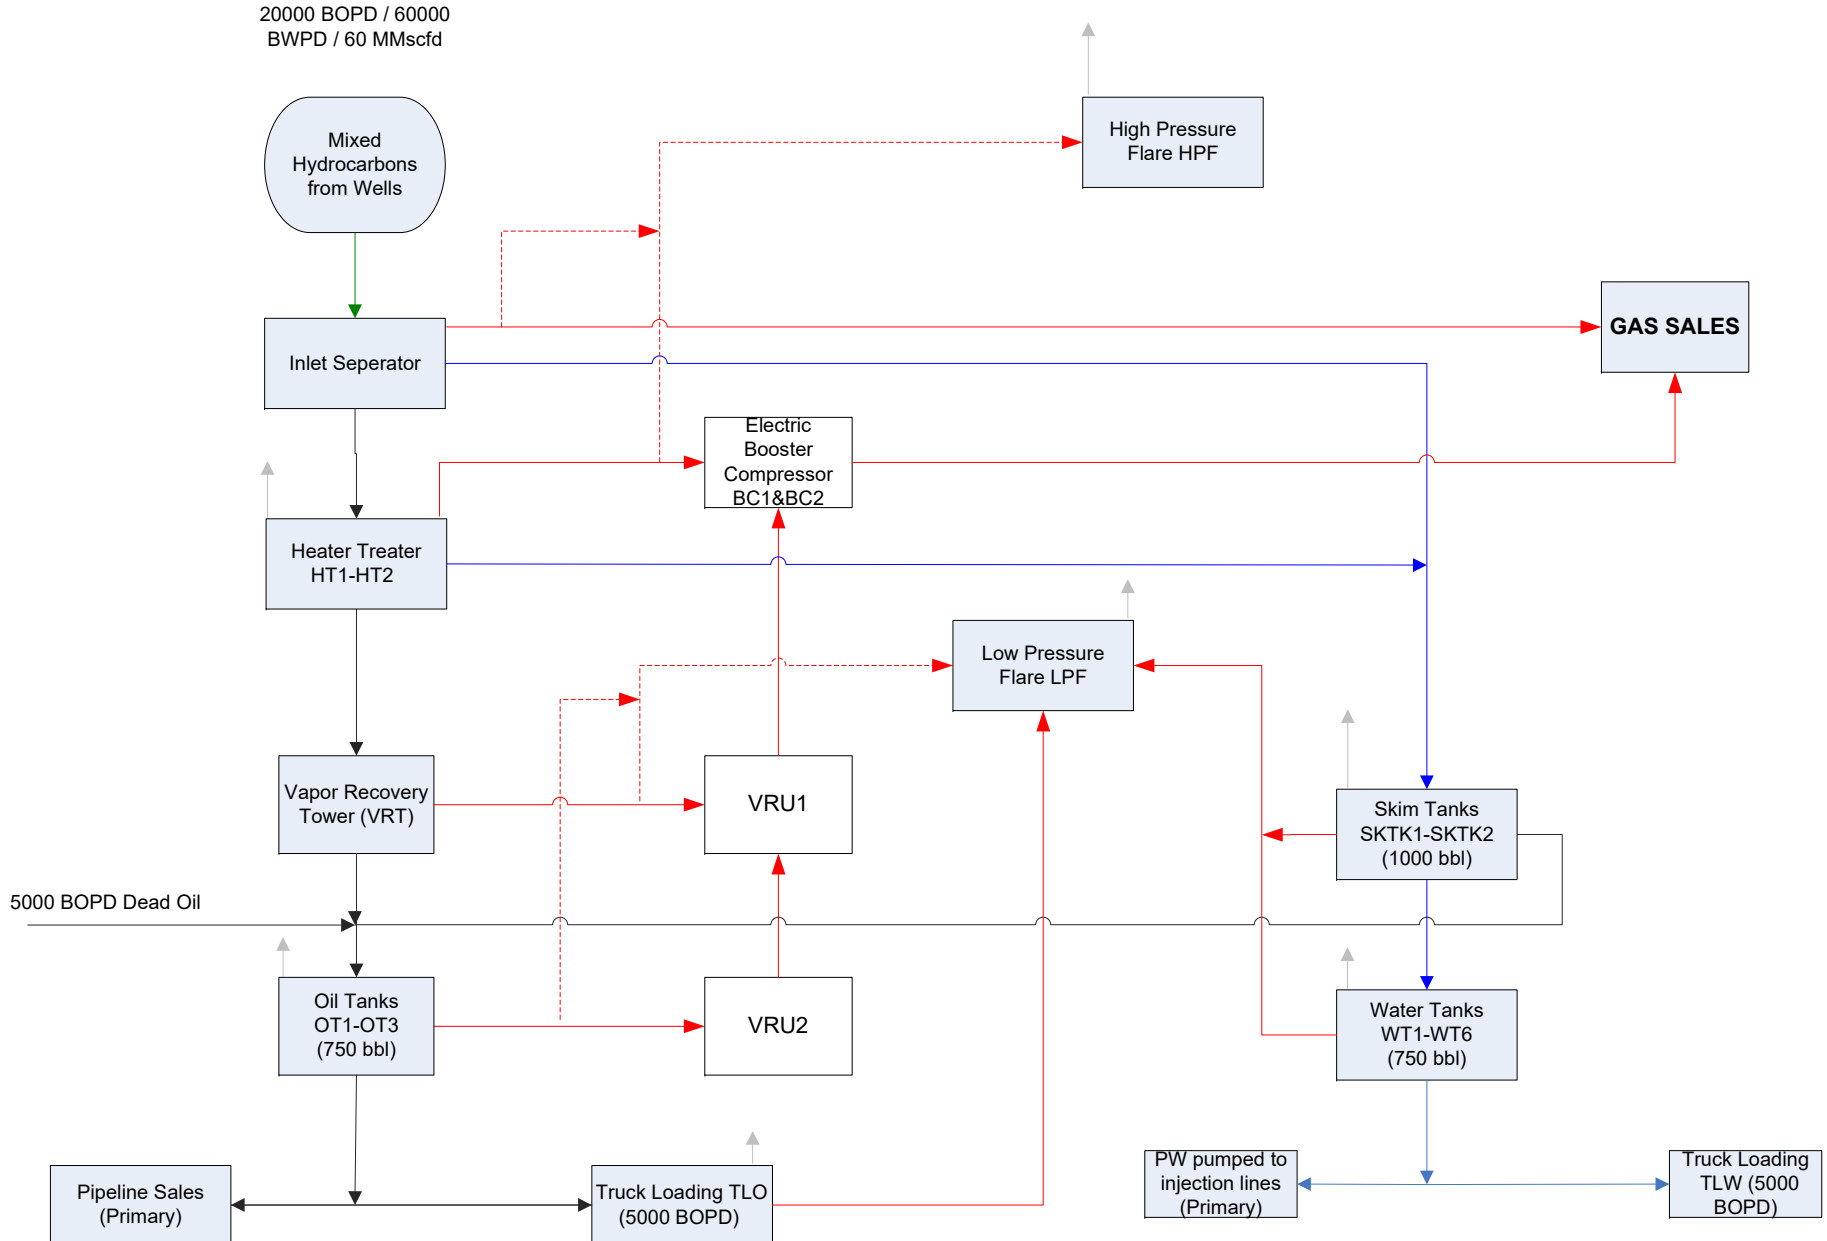 20000 BOPD / 60000
BWPD / 60 MMscfd
Mixed
Hydrocarbons
from Wells
High Pressure
Flare HPF
GAS SALES
Inlet Seperator
Electric
Booster
Compressor
BC1&BC2
Heater Treater
HT1-HT2
Low Pressure
Flare LPF
Vapor Recovery
Tower (VRT)
VRU1
Skim Tanks
SKTK1-SKTK2
(1000 bbl)
5000 BOPD Dead Oil
Oil Tanks
OT1-OT3
(750 bbl)
VRU2
Water Tanks
WT1-WT6
(750 bbl)
Pipeline Sales
(Primary)
Truck Loading TLO
(5000 BOPD)
PW pumped to
injection lines
(Primary)
Truck Loading
TLW (5000
BOPD)